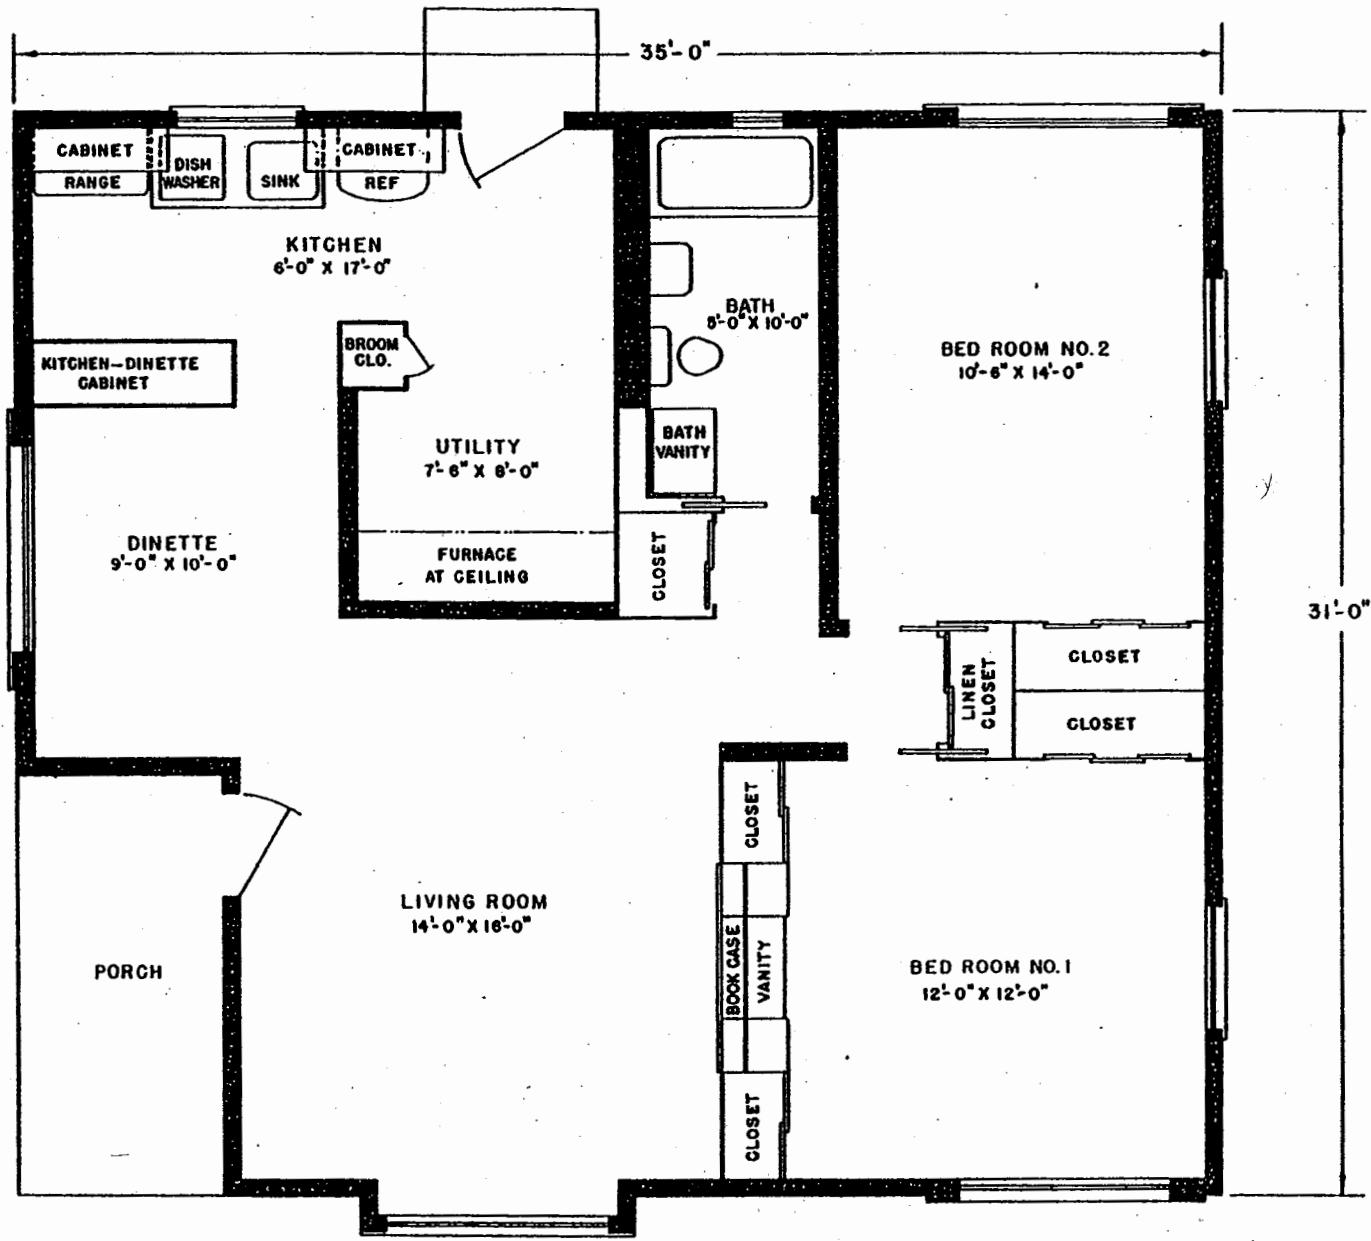 35'-0"
CABINET
RANGE
DISH
WASHER
SINK
CABINET
REF
KITCHEN
6'-0" X 17'-0"
BATH
5'-0" X 10'-0"
BED ROOM NO. 2
10'-6" X 14'-0"
BROOM
CLO.
KITCHEN-DINETTE
CABINET
UTILITY
7'-6" X 8'-0"
BATH
VANITY
DINETTE
9'-0" X 10'-0"
FURNACE
AT CEILING
CLOSET
31'-0"
LINEN
CLOSET
CLOSET
CLOSET
CLOSET
LIVING ROOM
14'-0" X 16'-0"
BOOK CASE
VANITY
PORCH
BED ROOM NO. 1
12'-0" X 12'-0"
CLOSET